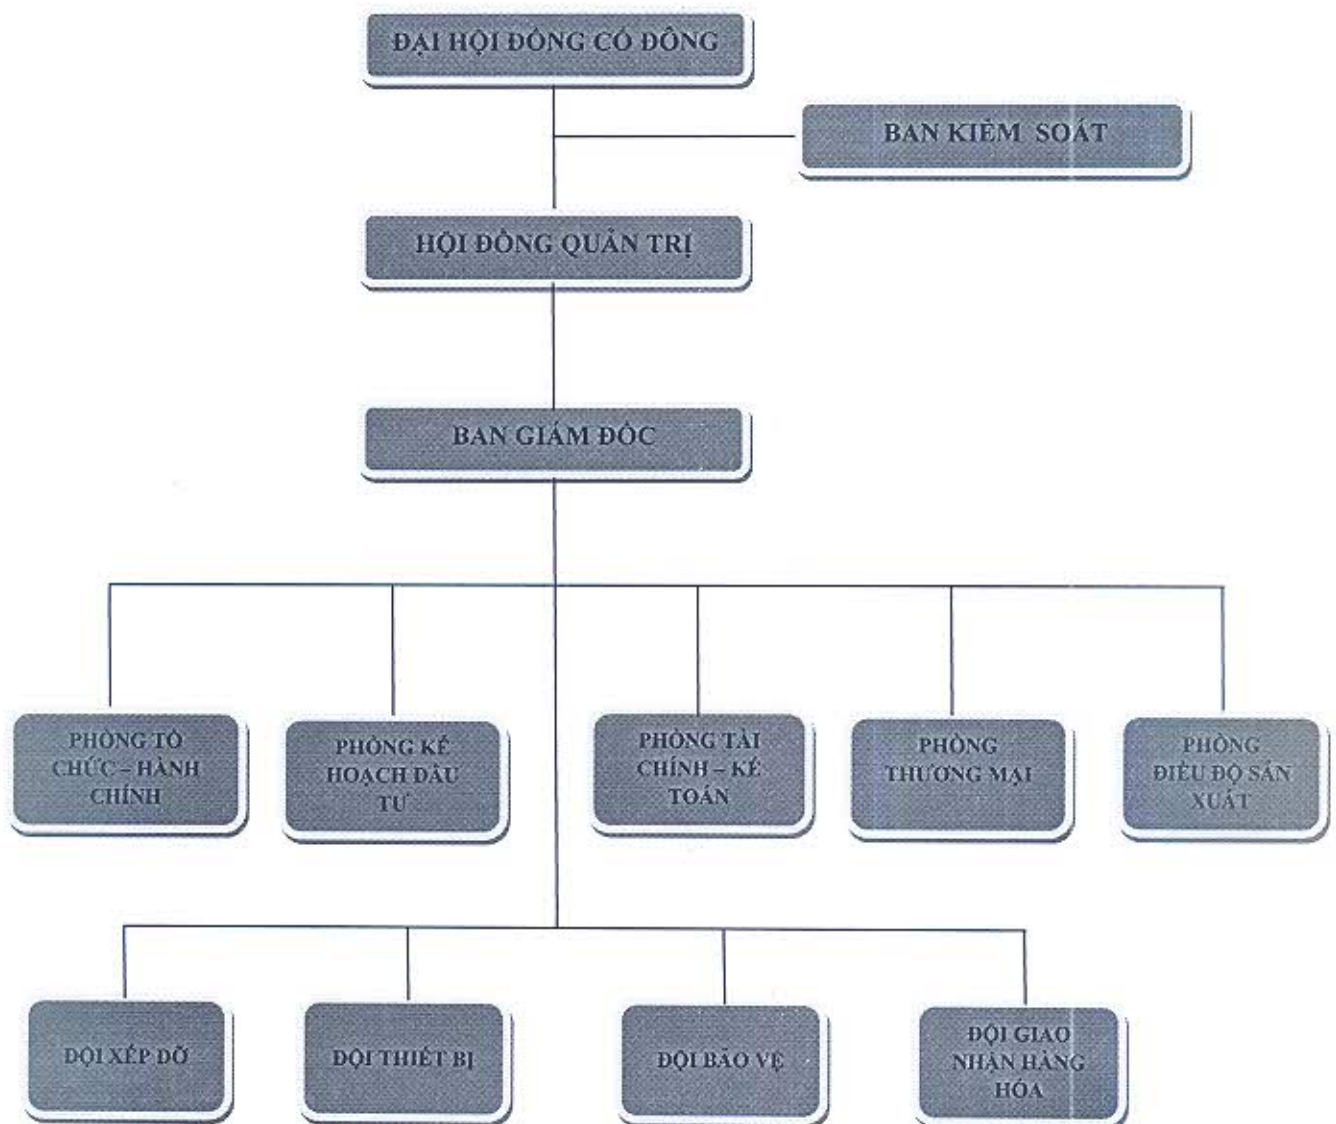 ĐẠI HỘI ĐỒNG CỔ ĐÔNG
BAN KIỂM SOÁT
HỘI ĐỒNG QUẢN TRỊ
BAN GIÁM ĐỐC
PHÒNG TỔ
CHỨC – HÀNH
CHÍNH
PHÒNG KẾ
HOẠCH ĐẦU
TƯ
PHÒNG TÀI
CHÍNH – KẾ
TOÁN
PHÒNG
THƯƠNG MẠI
PHÒNG
ĐIỀU ĐỘ SẢN
XUẤT
ĐỘI XẾP DỠ
ĐỘI THIẾT BỊ
ĐỘI BẢO VỆ
ĐỘI GIAO
NHẬN HÀNG
HÓA